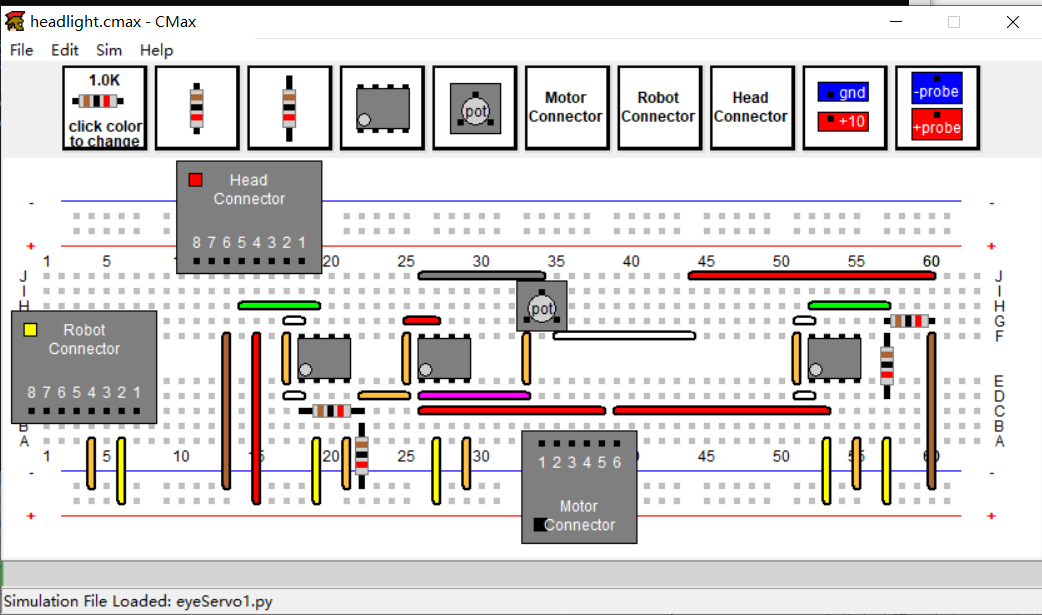 headlight.cmax - CMax
File Edit Sim Help
1.0K
click color
to change
pot
Motor
Connector
Robot
Connector
Head
Connector
gnd
+10
-probe
+probe
Head
Connector
8 7 6 5 4 3 2 1
- -
+ +
1 5 20 25 30 35 40 45 50 55 60
J J
I I
H H
pot
G
F
Robot
Connector
8 7 6 5 4 3 2 1
E
D
C
B B
A A
1 5 10 20 25 30 45 50
1 2 3 4 5 6
- -
Motor
Connector
+ +
Simulation File Loaded: eyeServo1.py